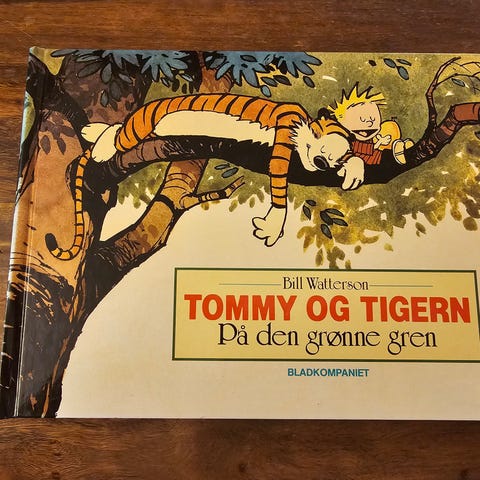 Bill Watterson
TOMMY OG TIGERN
På den grønne gren
BLADKOMPANIET